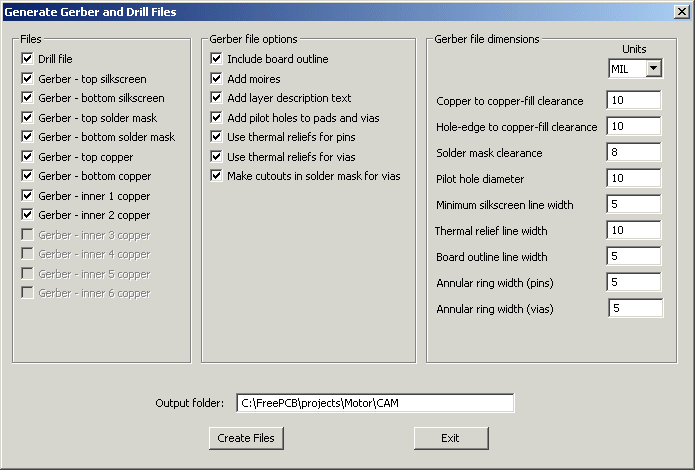 Generate Gerber and Drill Files
Files
Drill file
Gerber - top silkscreen
Gerber - bottom silkscreen
Gerber - top solder mask
Gerber - bottom solder mask
Gerber - top copper
Gerber - bottom copper
Gerber - inner 1 copper
Gerber - inner 2 copper
Gerber - inner 3 copper
Gerber - inner 4 copper
Gerber - inner 5 copper
Gerber - inner 6 copper
Gerber file options
Include board outline
Add moires
Add layer description text
Add pilot holes to pads and vias
Use thermal reliefs for pins
Use thermal reliefs for vias
Make cutouts in solder mask for vias
Gerber file dimensions
Units
MIL
Copper to copper-fill clearance 10
Hole-edge to copper-fill clearance 10
Solder mask clearance 8
Pilot hole diameter 10
Minimum silkscreen line width 5
Thermal relief line width 10
Board outline line width 5
Annular ring width (pins) 5
Annular ring width (vias) 5
Output folder: C:\FreePCB\projects\Motor\CAM
Create Files
Exit